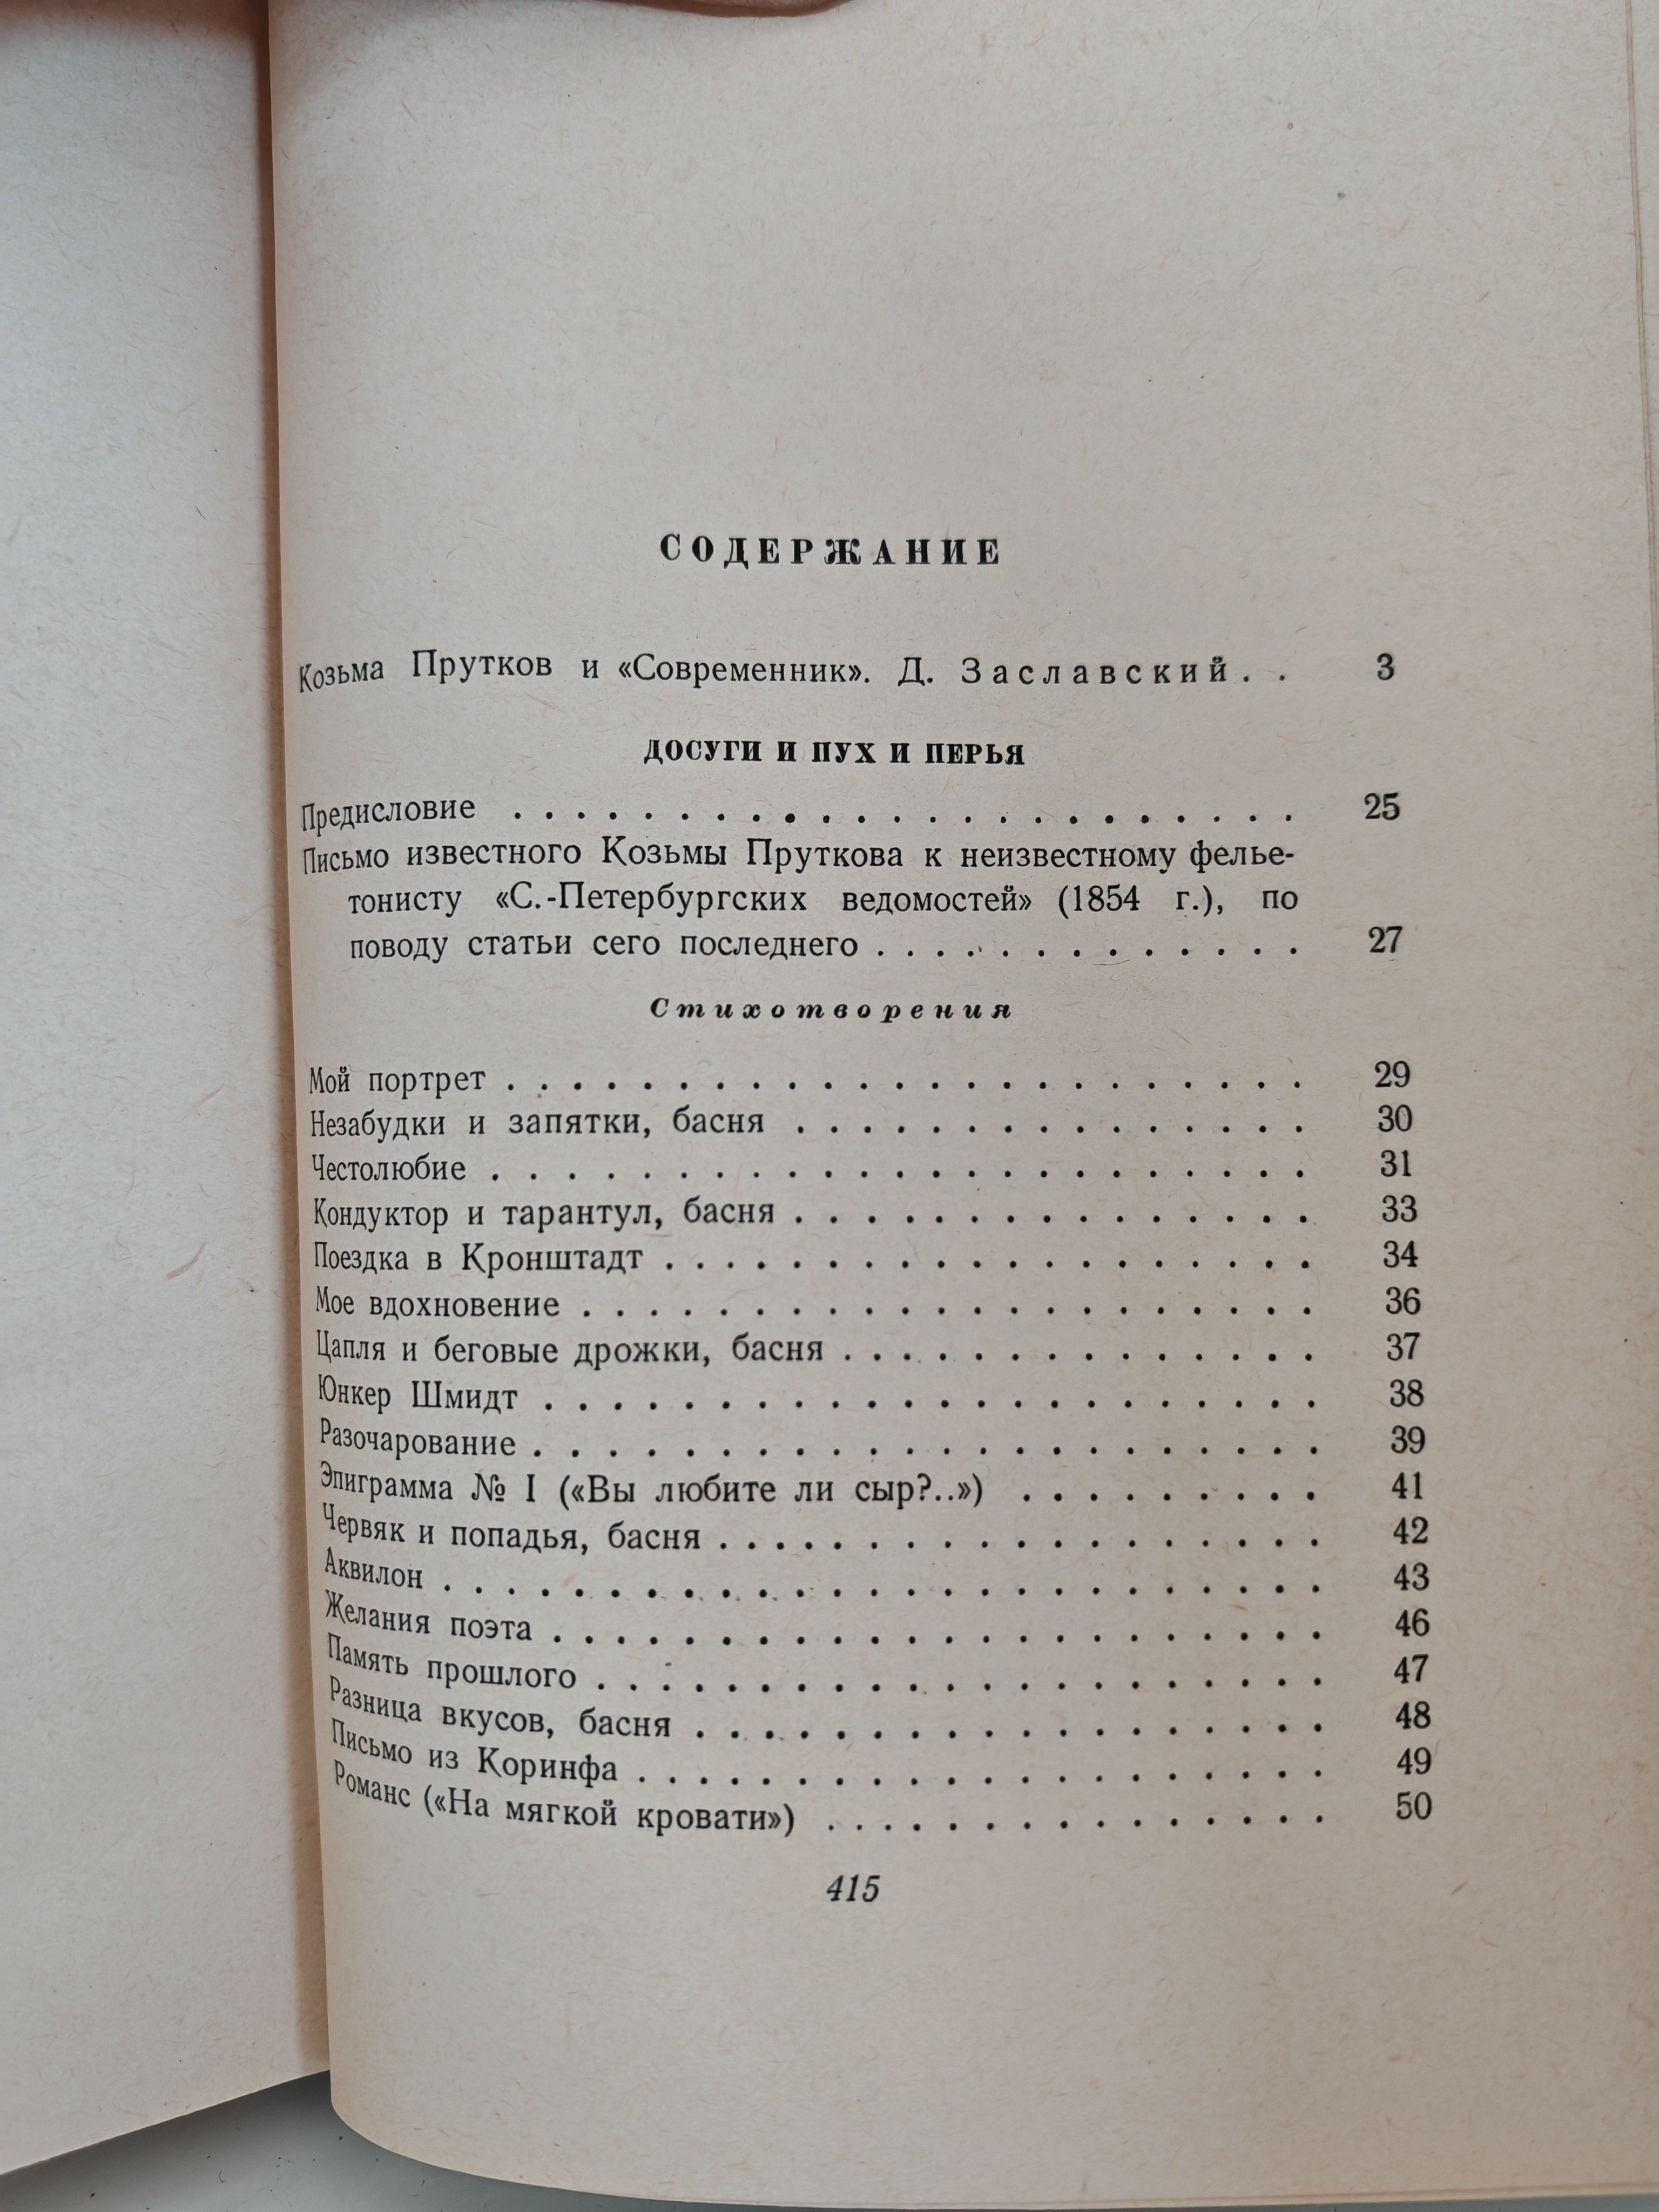 СОДЕРЖАНИЕ
Козьма Прутков и «Современник». Д. Заславский. . 3
ДОСУГИ И ПУХ И ПЕРЬЯ
Предисловие . . . . . . . . . . . . . . . . . . . . . . . 25
Письмо известного Козьмы Пруткова к неизвестному фелье-
тонисту «С.-Петербургских ведомостей» (1854 г.), по
поводу статьи сего последнего . . . . . . . . . . . . . 27
Стихотворения
Мой портрет . . . . . . . . . . . . . . . . . . . . . . . 29
Незабудки и запятки, басня . . . . . . . . . . . . . . . 30
Честолюбие . . . . . . . . . . . . . . . . . . . . . . . 31
Кондуктор и тарантул, басня . . . . . . . . . . . . . . . 33
Поездка в Кронштадт . . . . . . . . . . . . . . . . . . . 34
Мое вдохновение . . . . . . . . . . . . . . . . . . . . . 36
Цапля и беговые дрожки, басня . . . . . . . . . . . . . . 37
Юнкер Шмидт . . . . . . . . . . . . . . . . . . . . . . 38
Разочарование . . . . . . . . . . . . . . . . . . . . . . 39
Эпиграмма № I («Вы любите ли сыр?..») . . . . . . . . . 41
Червяк и попадья, басня . . . . . . . . . . . . . . . . . 42
Аквилон . . . . . . . . . . . . . . . . . . . . . . . . . 43
Желания поэта . . . . . . . . . . . . . . . . . . . . . . 46
Память прошлого . . . . . . . . . . . . . . . . . . . . . 47
Разница вкусов, басня . . . . . . . . . . . . . . . . . . 48
Письмо из Коринфа . . . . . . . . . . . . . . . . . . . . 49
Романс («На мягкой кровати») . . . . . . . . . . . . . . 50
415